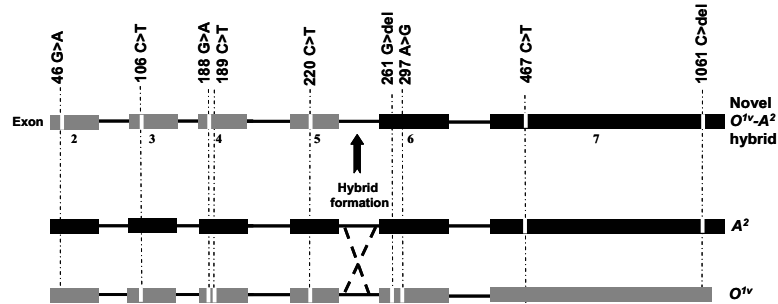 46 G>A
106 C>T
188 G>A
189 C>T
220 C>T
261 G>del
297 A>G
467 C>T
1061 C>del
Exon
2
3
4
5
6
7
Novel
O1v-A2
hybrid
Hybrid
formation
A2
O1v